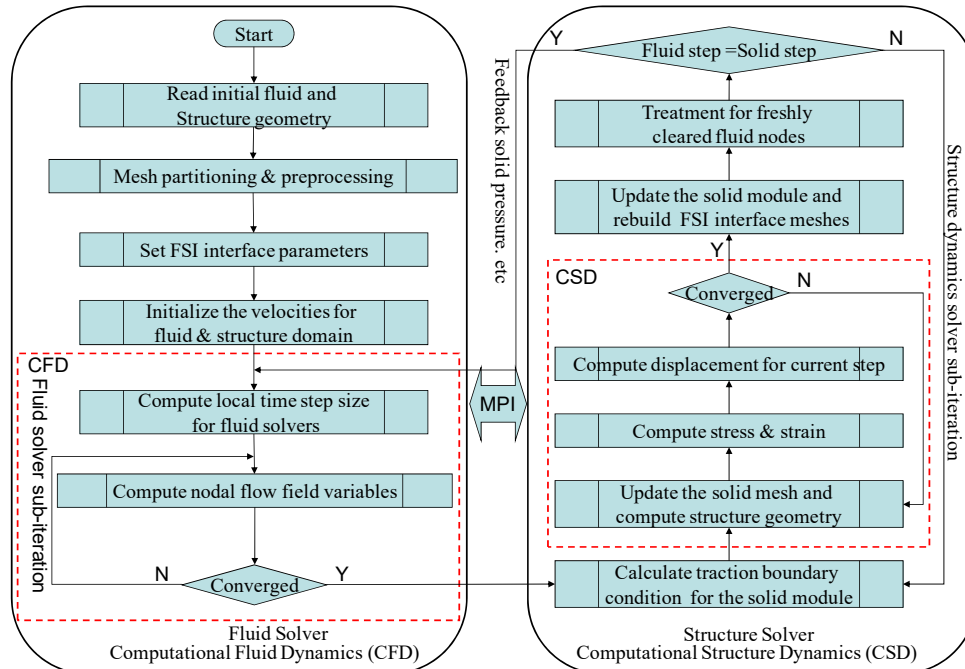 Start
Read initial fluid and
Structure geometry
Mesh partitioning & preprocessing
Set FSI interface parameters
Initialize the velocities for
fluid & structure domain
CFD
Fluid solver sub-iteration
Compute local time step size
for fluid solvers
Compute nodal flow field variables
N
Converged
Y
Fluid Solver
Computational Fluid Dynamics (CFD)
Feedback solid pressure. etc
MPI
Y
Fluid step =Solid step
N
Treatment for freshly
cleared fluid nodes
Update the solid module and
rebuild FSI interface meshes
Y
CSD
Converged
N
Compute displacement for current step
Compute stress & strain
Update the solid mesh and
compute structure geometry
Calculate traction boundary
condition for the solid module
Structure dynamics solver sub-iteration
Structure Solver
Computational Structure Dynamics (CSD)